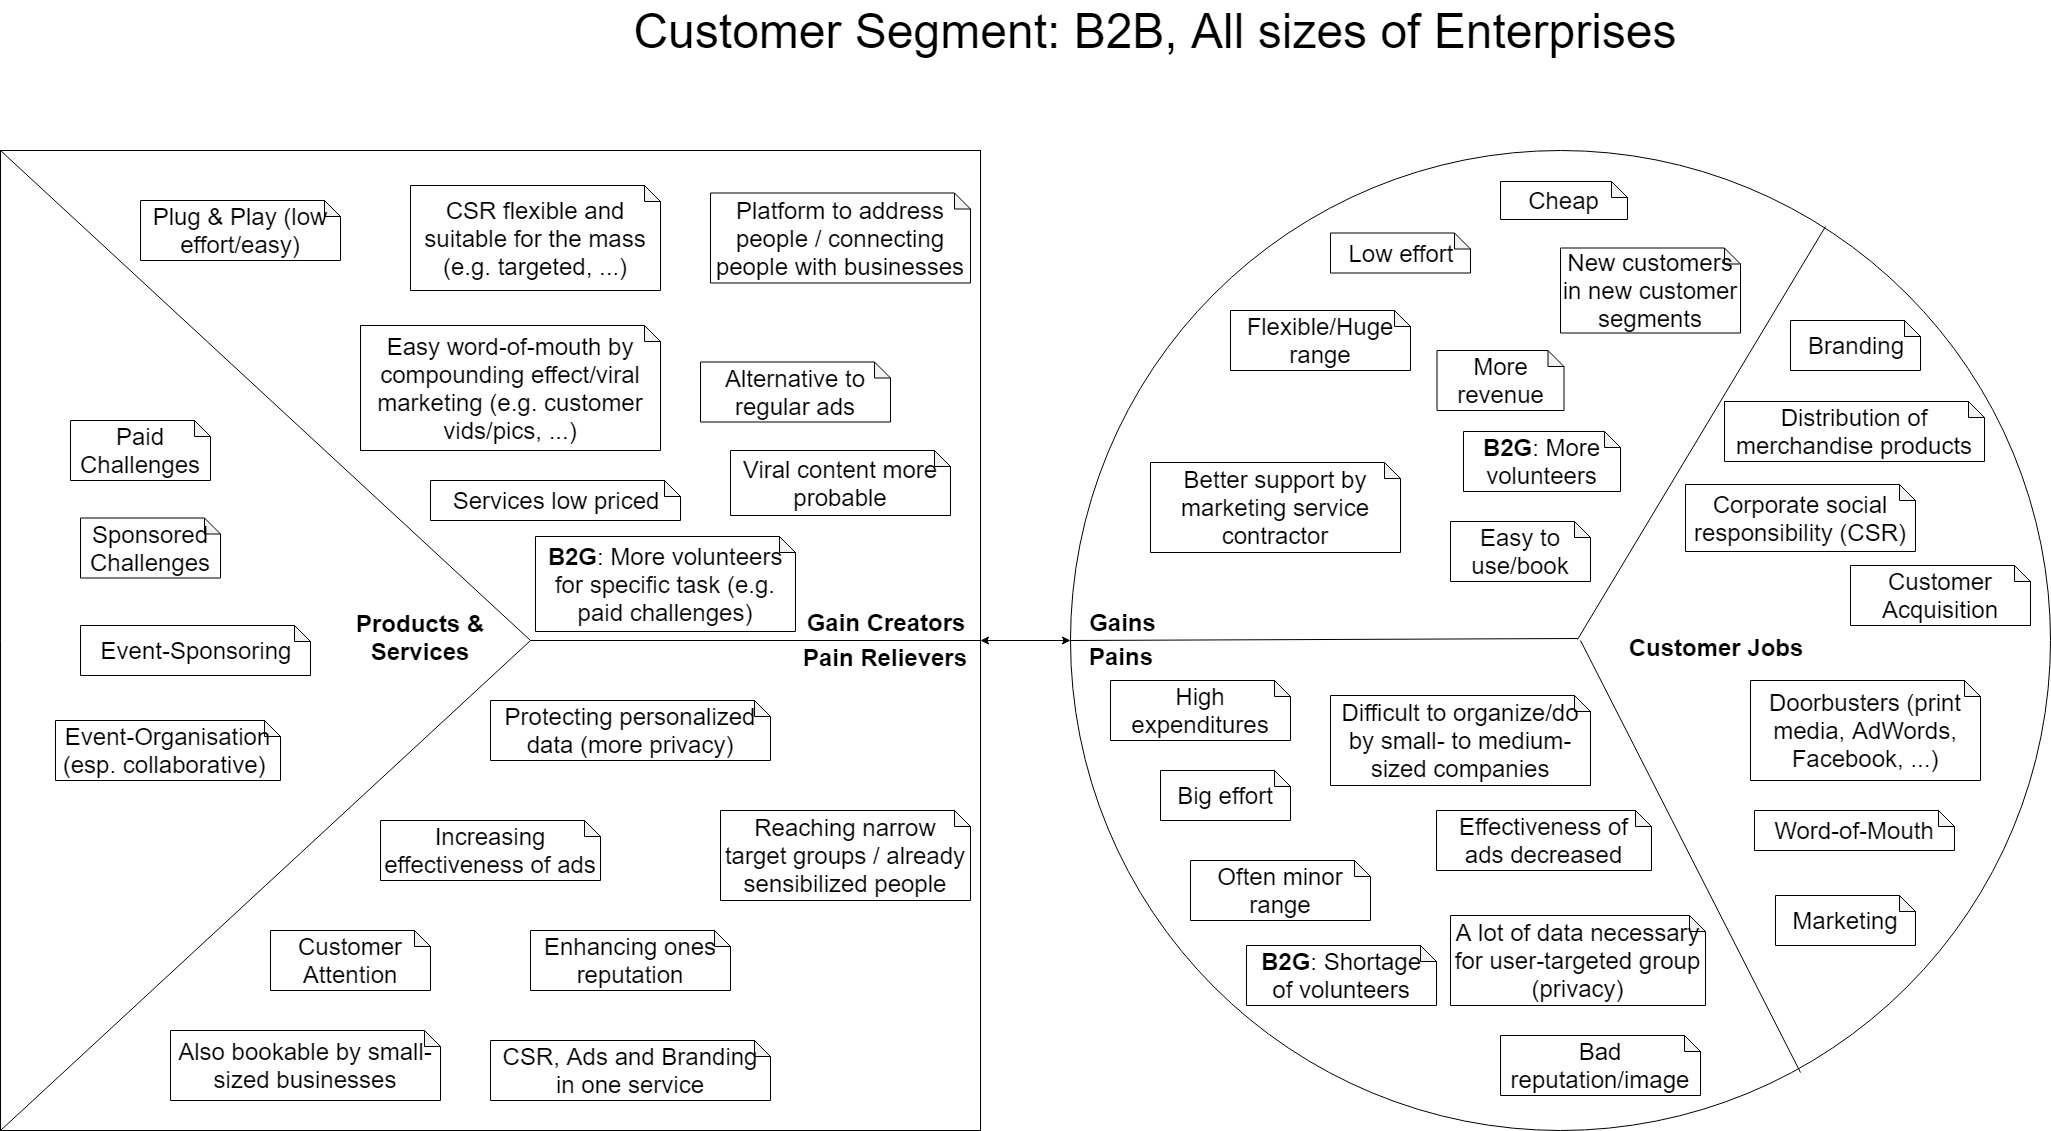 Customer Segment: B2B, All sizes of Enterprises
Plug & Play (low
effort/easy)
CSR flexible and
suitable for the mass
(e.g. targeted, ...)
Platform to address
people / connecting
people with businesses
Easy word-of-mouth by
compounding effect/viral
marketing (e.g. customer
vids/pics, ...)
Alternative to
regular ads
Paid
Challenges
Services low priced
Viral content more
probable
Sponsored
Challenges
B2G: More volunteers
for specific task (e.g.
paid challenges)
Event-Sponsoring
Products &
Services
Gain Creators
Pain Relievers
Event-Organisation
(esp. collaborative)
Protecting personalized
data (more privacy)
Increasing
effectiveness of ads
Reaching narrow
target groups / already
sensibilized people
Customer
Attention
Enhancing ones
reputation
Also bookable by small-
sized businesses
CSR, Ads and Branding
in one service
Cheap
Low effort
New customers
in new customer
segments
Flexible/Huge
range
More
revenue
B2G: More
volunteers
Better support by
marketing service
contractor
Easy to
use/book
Gains
Pains
High
expenditures
Difficult to organize/do
by small- to medium-
sized companies
Big effort
Effectiveness of
ads decreased
Often minor
range
B2G: Shortage
of volunteers
A lot of data necessary
for user-targeted group
(privacy)
Bad
reputation/image
Branding
Distribution of
merchandise products
Corporate social
responsibility (CSR)
Customer
Acquisition
Customer Jobs
Doorbusters (print
media, AdWords,
Facebook, ...)
Word-of-Mouth
Marketing